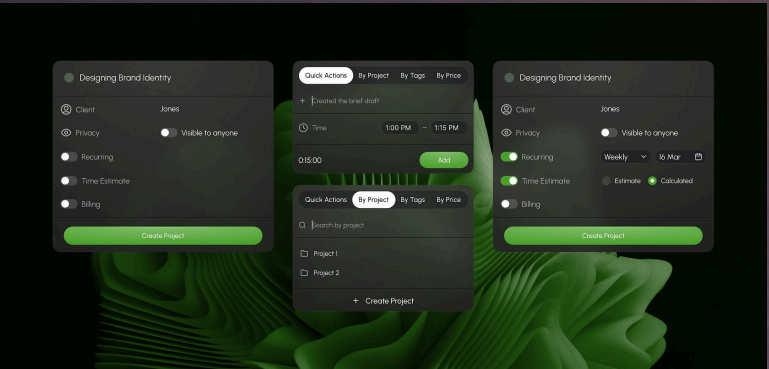 Designing Brand Identity
Client Jones
Privacy Visible to anyone
Recurring
Time Estimate
Billing
Create Project
Quick Actions By Project By Tags By Price
Created the brief draft
Time 1:00 PM – 1:15 PM
0:15:00 Add
Quick Actions By Project By Tags By Price
Search by project
Project 1
Project 2
+ Create Project
Designing Brand Identity
Client Jones
Privacy Visible to anyone
Recurring Weekly 16 Mar
Time Estimate Estimate Calculated
Billing
Create Project